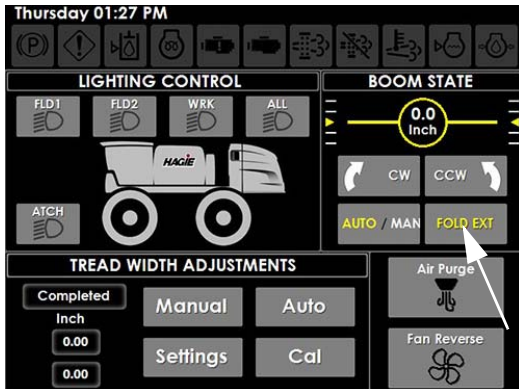 Thursday 01:27 PM
(P)
LIGHTING CONTROL
FLD1 FLD2 WRK ALL
HAGIE
ATCH
BOOM STATE
0.0
Inch
CW CCW
AUTO / MAN FOLD EXT
TREAD WIDTH ADJUSTMENTS
Completed
Inch
0.00
0.00
Manual Auto
Settings Cal
Air Purge
Fan Reverse